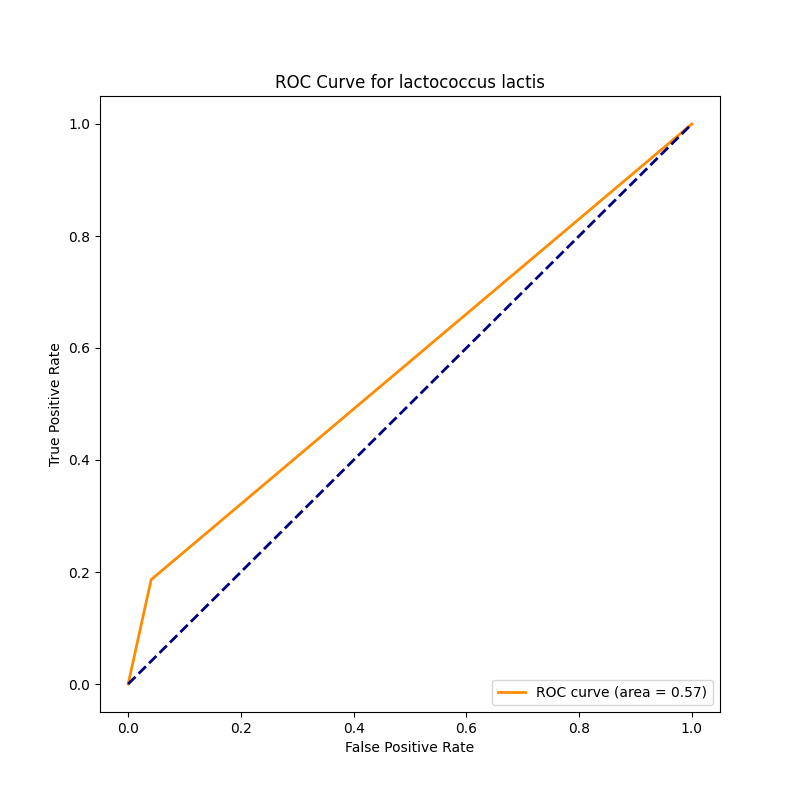 ROC Curve for lactococcus lactis
True Positive Rate
1.0
0.8
0.6
0.4
0.2
0.0
0.0 0.2 0.4 0.6 0.8 1.0
False Positive Rate
ROC curve (area = 0.57)